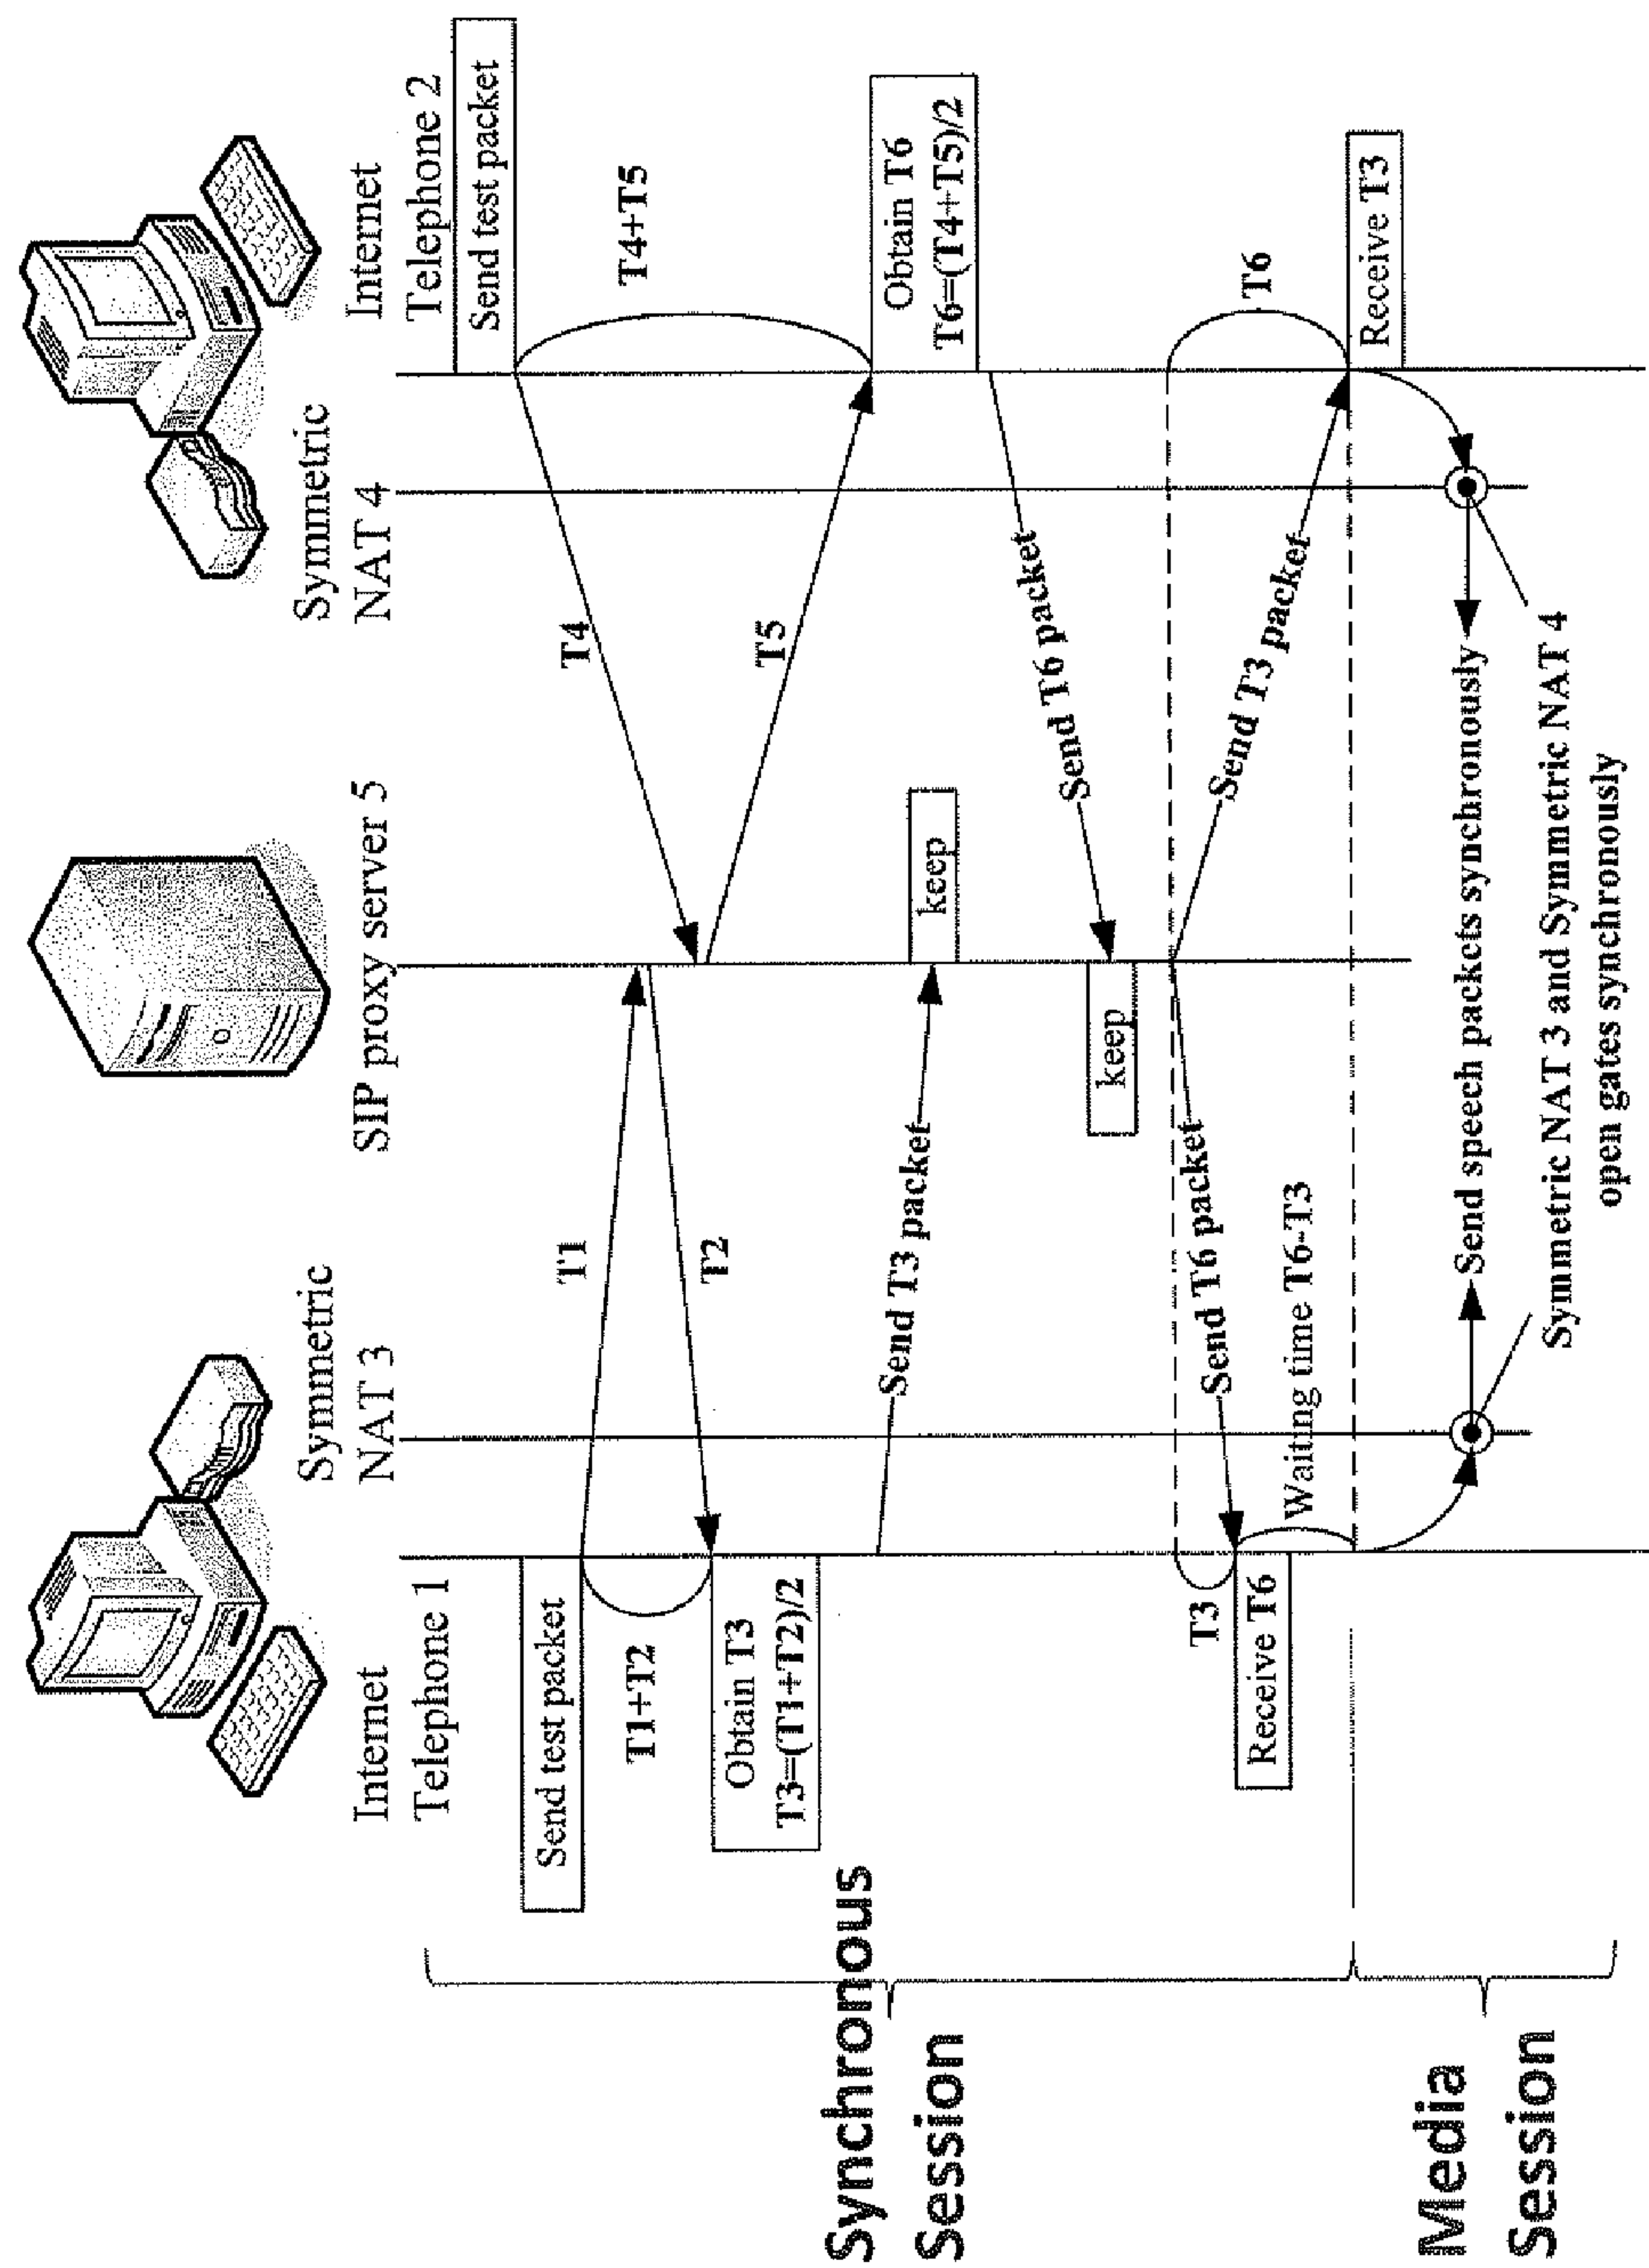 Internet
Telephone 1
Symmetric
NAT 3
SIP proxy server 5
Symmetric
NAT 4
Internet
Telephone 2
Send test packet
Send test packet
T1
T4
T1+T2
T4+T5
T2
T5
Obtain T3
T3=(T1+T2)/2
Obtain T6
T6=(T4+T5)/2
Send T3 packet
keep
Send T6 packet
keep
T3
Send T6 packet
Send T3 packet
T6
Receive T6
Waiting time T6-T3
Receive T3
Send speech packets synchronously
Symmetric NAT 3 and Symmetric NAT 4
open gates synchronously
Synchronous
Session
Media
Session